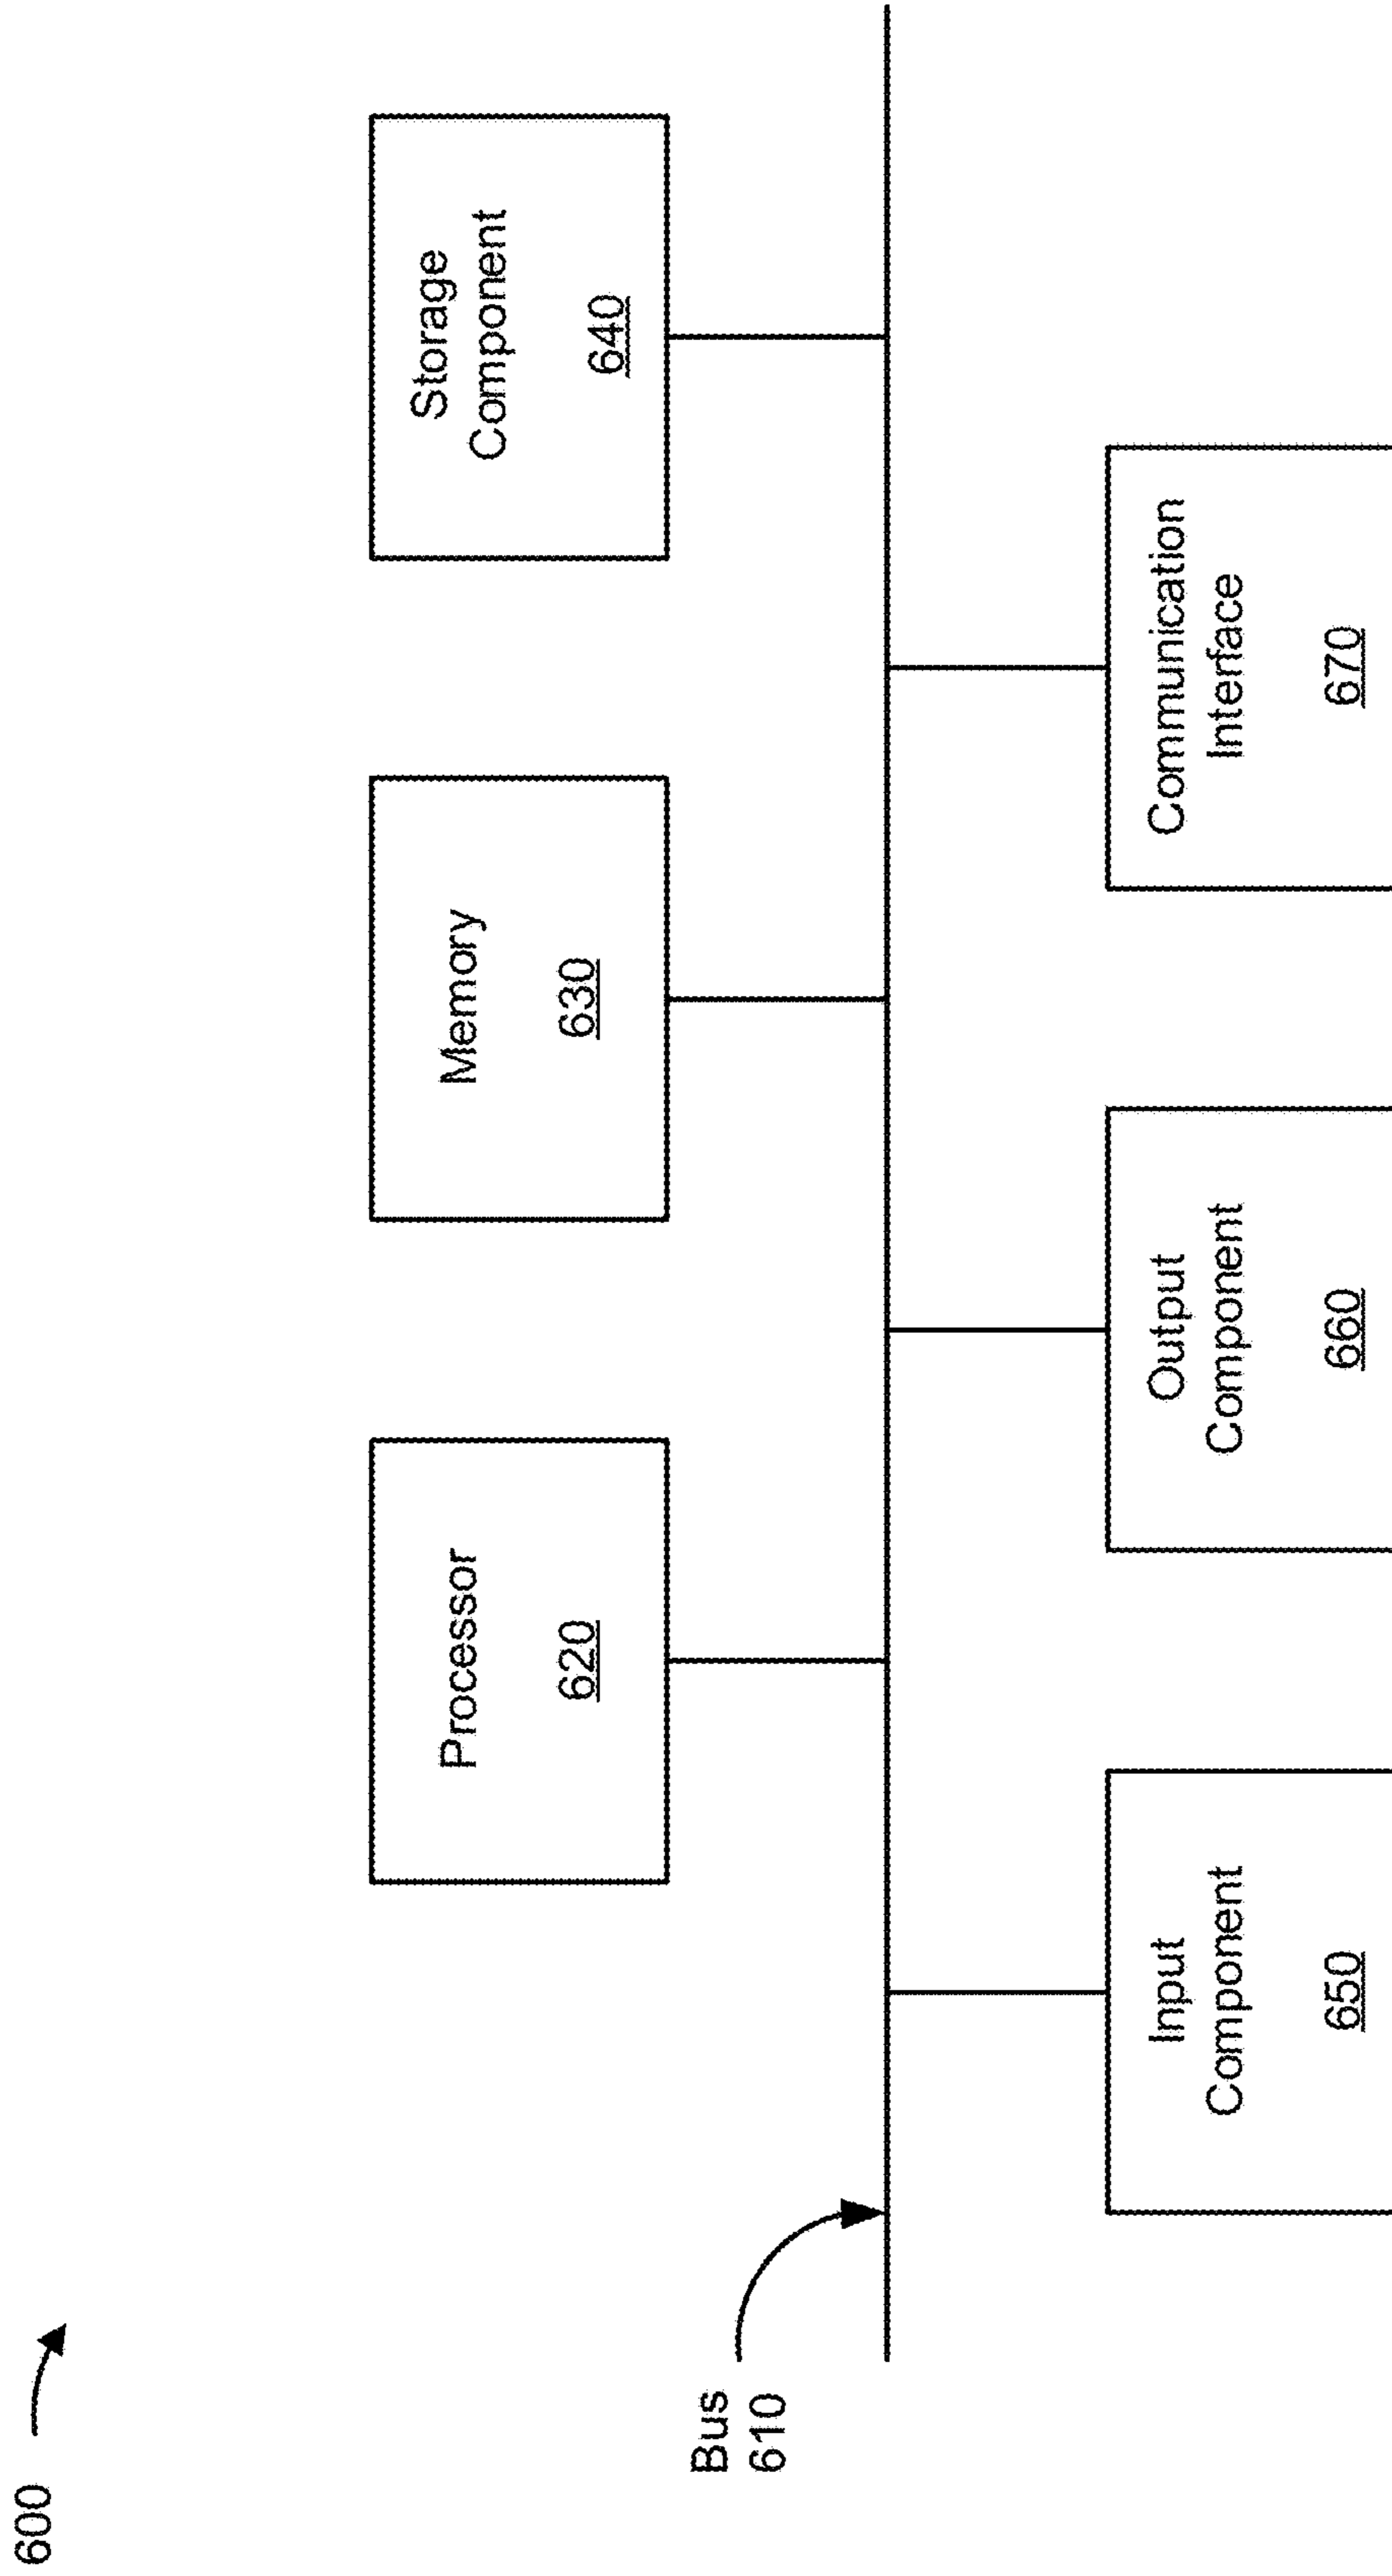 600
Processor
620
Memory
630
Storage
Component
640
Bus
610
Input
Component
650
Output
Component
660
Communication
Interface
670